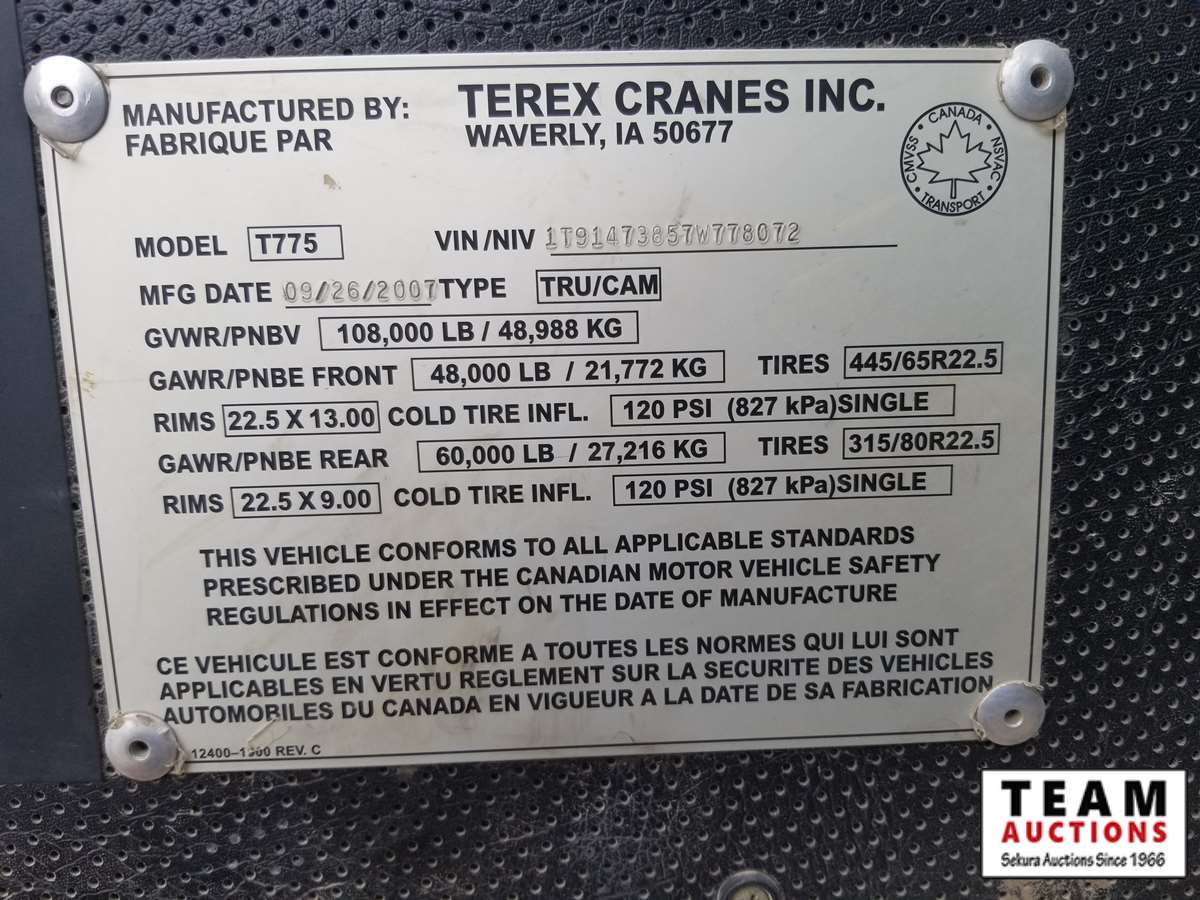 MANUFACTURED BY: TEREX CRANES INC.
FABRIQUE PAR WAVERLY, IA 50677
CANADA
CMVSS NSVAC
TRANSPORT
MODEL T775 VIN/NIV 1T91473857W778072
MFG DATE 09/26/2007 TYPE TRU/CAM
GVWR/PNBV 108,000 LB / 48,988 KG
GAWR/PNBE FRONT 48,000 LB / 21,772 KG TIRES 445/65R22.5
RIMS 22.5 X 13.00 COLD TIRE INFL. 120 PSI (827 kPa)SINGLE
GAWR/PNBE REAR 60,000 LB / 27,216 KG TIRES 315/80R22.5
RIMS 22.5 X 9.00 COLD TIRE INFL. 120 PSI (827 kPa)SINGLE
THIS VEHICLE CONFORMS TO ALL APPLICABLE STANDARDS
PRESCRIBED UNDER THE CANADIAN MOTOR VEHICLE SAFETY
REGULATIONS IN EFFECT ON THE DATE OF MANUFACTURE
CE VEHICULE EST CONFORME A TOUTES LES NORMES QUI LUI SONT
APPLICABLES EN VERTU REGLEMENT SUR LA SECURITE DES VEHICLES
AUTOMOBILES DU CANADA EN VIGUEUR A LA DATE DE SA FABRICATION
REV. C
TEAM
AUCTIONS
Sekura Auctions Since 1966